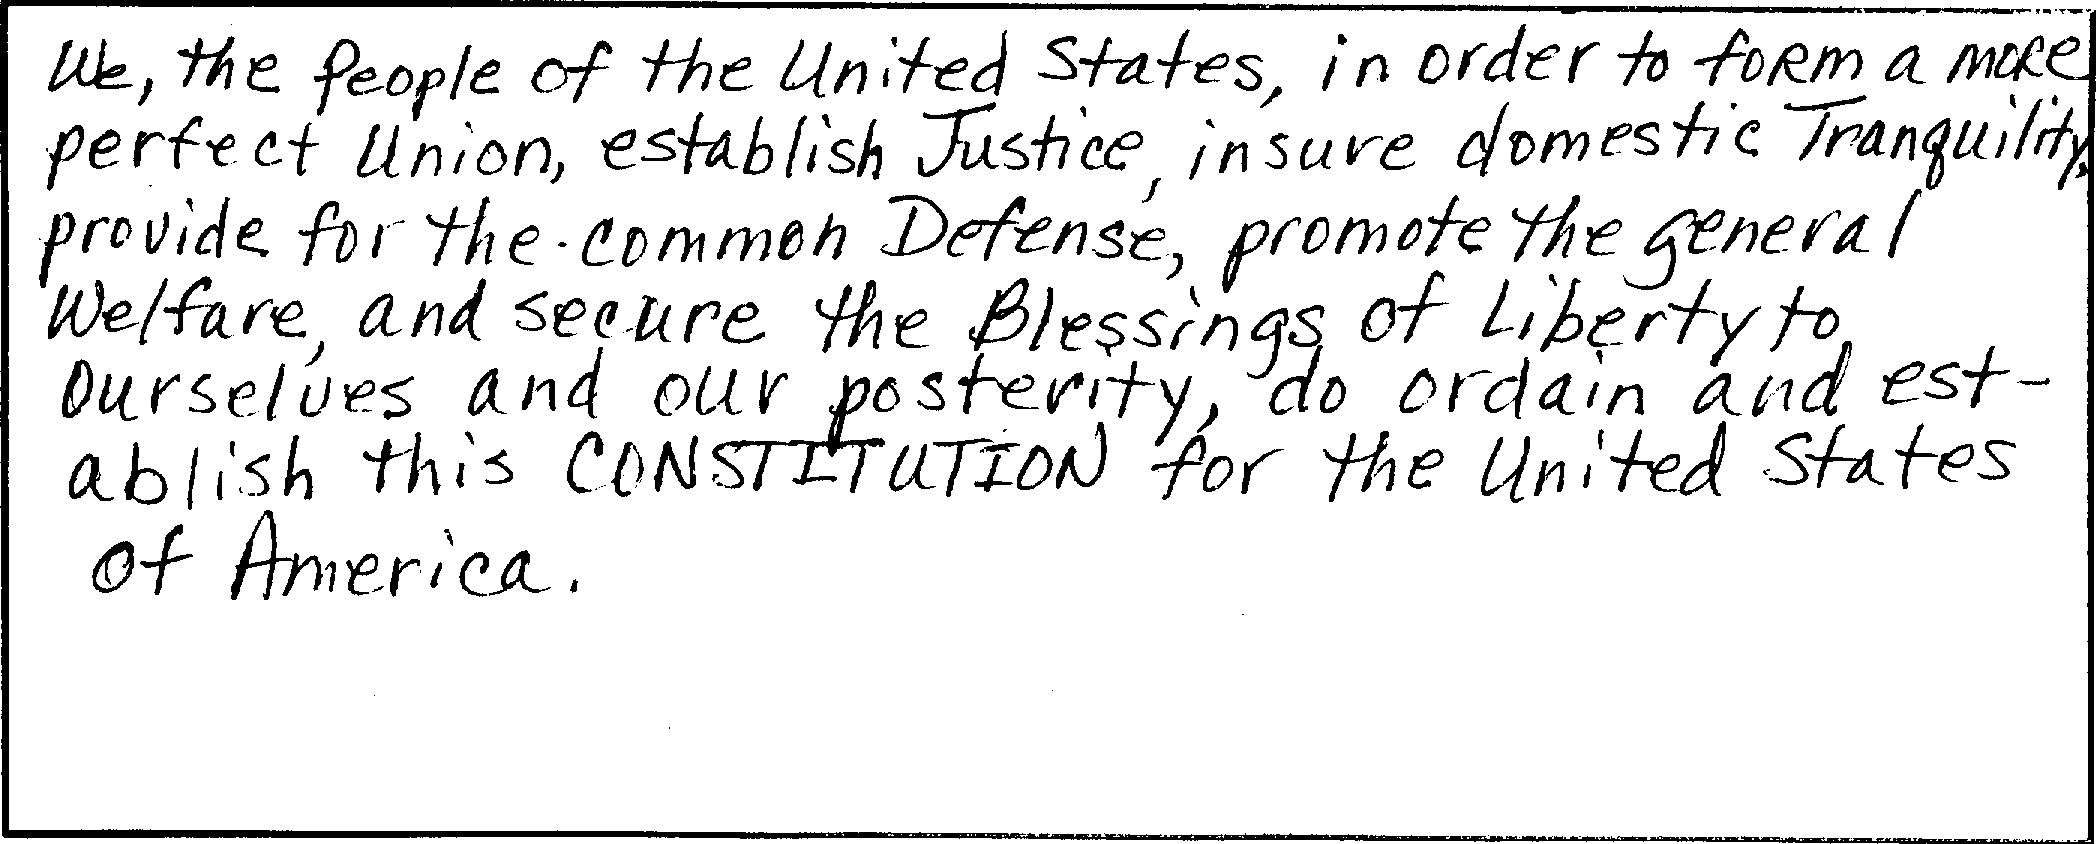 We, the People of the United States, in order to form a more
perfect Union, establish Justice, insure domestic Tranquility,
provide for the common Defense, promote the general
Welfare, and secure the Blessings of Liberty to
ourselves and our posterity, do ordain and est-
ablish this CONSTITUTION for the United States
of America.